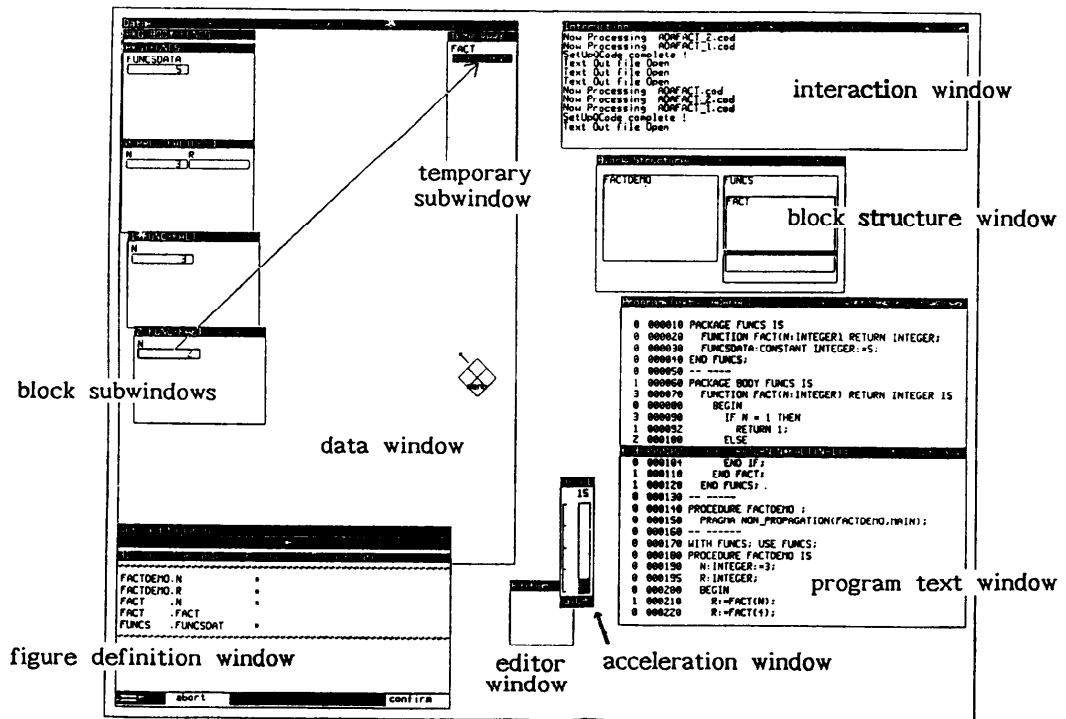 Data
FUNCSDATA
5
N R
3
N
3
N
2
FACT
temporary
subwindow
block subwindows
data window
Interaction
Now Processing ADAFACT_2.cod
Now Processing ADAFACT_1.cod
SetUpQCode complete !
Text Out file Open
Text Out file Open
Text Out file Open
Now Processing ADAFACT.cod
Now Processing ADAFACT_2.cod
Now Processing ADAFACT_1.cod
SetUpQCode complete !
Text Out file Open
interaction window
Block Structure
FACTDEMO
FUNCS
FACT
block structure window
0 000010 PACKAGE FUNCS IS
0 000020 FUNCTION FACT(N:INTEGER) RETURN INTEGER;
0 000030 FUNCSDATA:CONSTANT INTEGER:=5;
0 000040 END FUNCS;
0 000050 -- ----
1 000060 PACKAGE BODY FUNCS IS
3 000070 FUNCTION FACT(N:INTEGER) RETURN INTEGER IS
0 000080 BEGIN
3 000090 IF N = 1 THEN
1 000092 RETURN 1;
2 000100 ELSE
0 000104 END IF;
1 000110 END FACT;
1 000120 END FUNCS;
0 000130 -- -----
0 000140 PROCEDURE FACTDEMO ;
0 000150 PRAGMA NON_PROPAGATION(FACTDEMO,MAIN);
0 000160 -- ------
0 000170 WITH FUNCS; USE FUNCS;
0 000180 PROCEDURE FACTDEMO IS
0 000190 N:INTEGER:=3;
0 000195 R:INTEGER;
0 000200 BEGIN
1 000210 R:=FACT(N);
0 000220 R:=FACT(4);
program text window
15
acceleration window
editor
window
FACTDEMO.N *
FACTDEMO.R *
FACT .N *
FACT .FACT
FUNCS .FUNCSDAT *
abort confirm
figure definition window